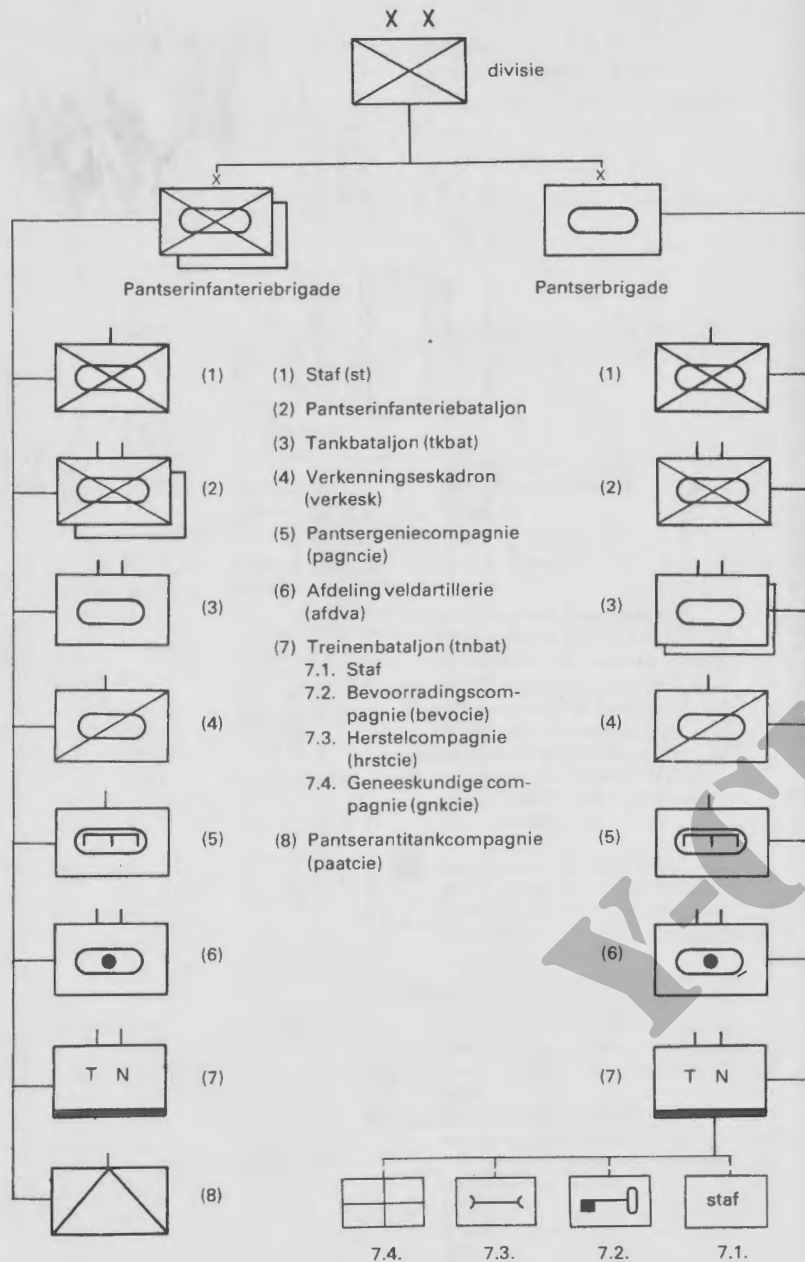 X X
divisie
x
x
Pantserinfanteriebrigade
Pantserbrigade
(1)
(2)
(3)
(4)
(5)
(6)
(7)
T N
(8)
(1) Staf (st)
(2) Pantserinfanteriebataljon
(3) Tankbataljon (tkbat)
(4) Verkenningseskadron
(verkesk)
(5) Pantsergeniecompagnie
(pagncie)
(6) Afdeling veldartillerie
(afdva)
(7) Treinenbataljon (tnbat)
7.1. Staf
7.2. Bevoorradingscom-
pagnie (bevocie)
7.3. Herstelcompagnie
(hrstcie)
7.4. Geneeskundige com-
pagnie (gnkcie)
(8) Pantserantitankcompagnie
(paatcie)
(1)
(2)
(3)
(4)
(5)
(6)
(7)
T N
staf
7.4. 7.3. 7.2. 7.1.